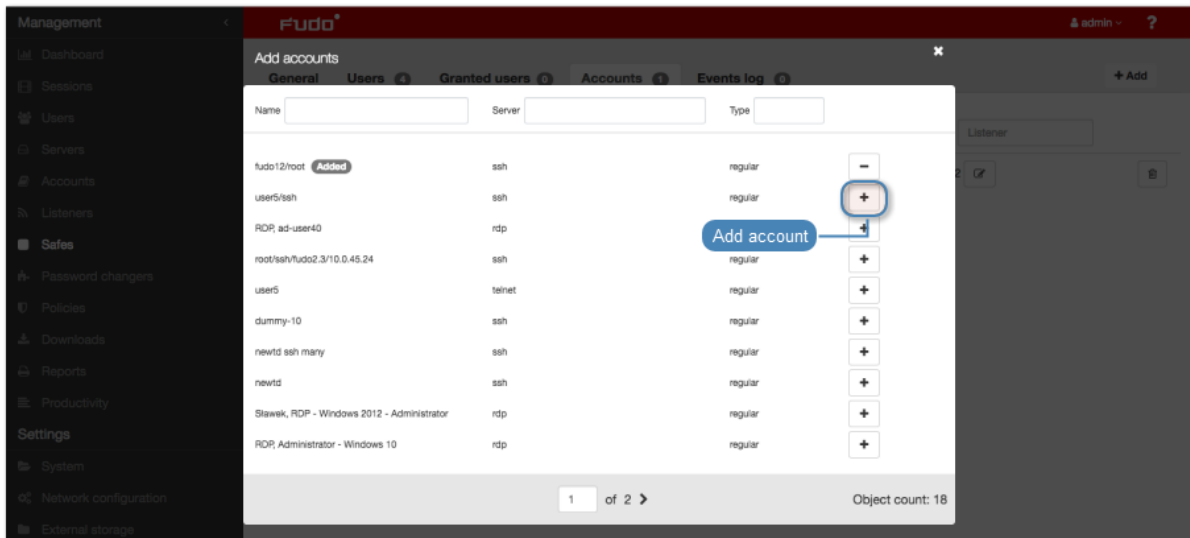 Management
FUDO
admin
?
Dashboard
Sessions
Users
Servers
Accounts
Listeners
Safes
Password changers
Policies
Downloads
Reports
Productivity
Settings
System
Network configuration
External storage
Add accounts
General Users 4 Granted users 0 Accounts 1 Events log 0
+ Add
Listener
2
Name Server Type
fudo12/root Added ssh regular −
user5/ssh ssh regular +
RDP, ad-user40 rdp +
Add account
root/ssh/fudo2.3/10.0.45.24 ssh regular +
user5 telnet regular +
dummy-10 ssh regular +
newtd ssh many ssh regular +
newtd ssh regular +
Sławek, RDP - Windows 2012 - Administrator rdp regular +
RDP, Administrator - Windows 10 rdp regular +
1 of 2 Object count: 18